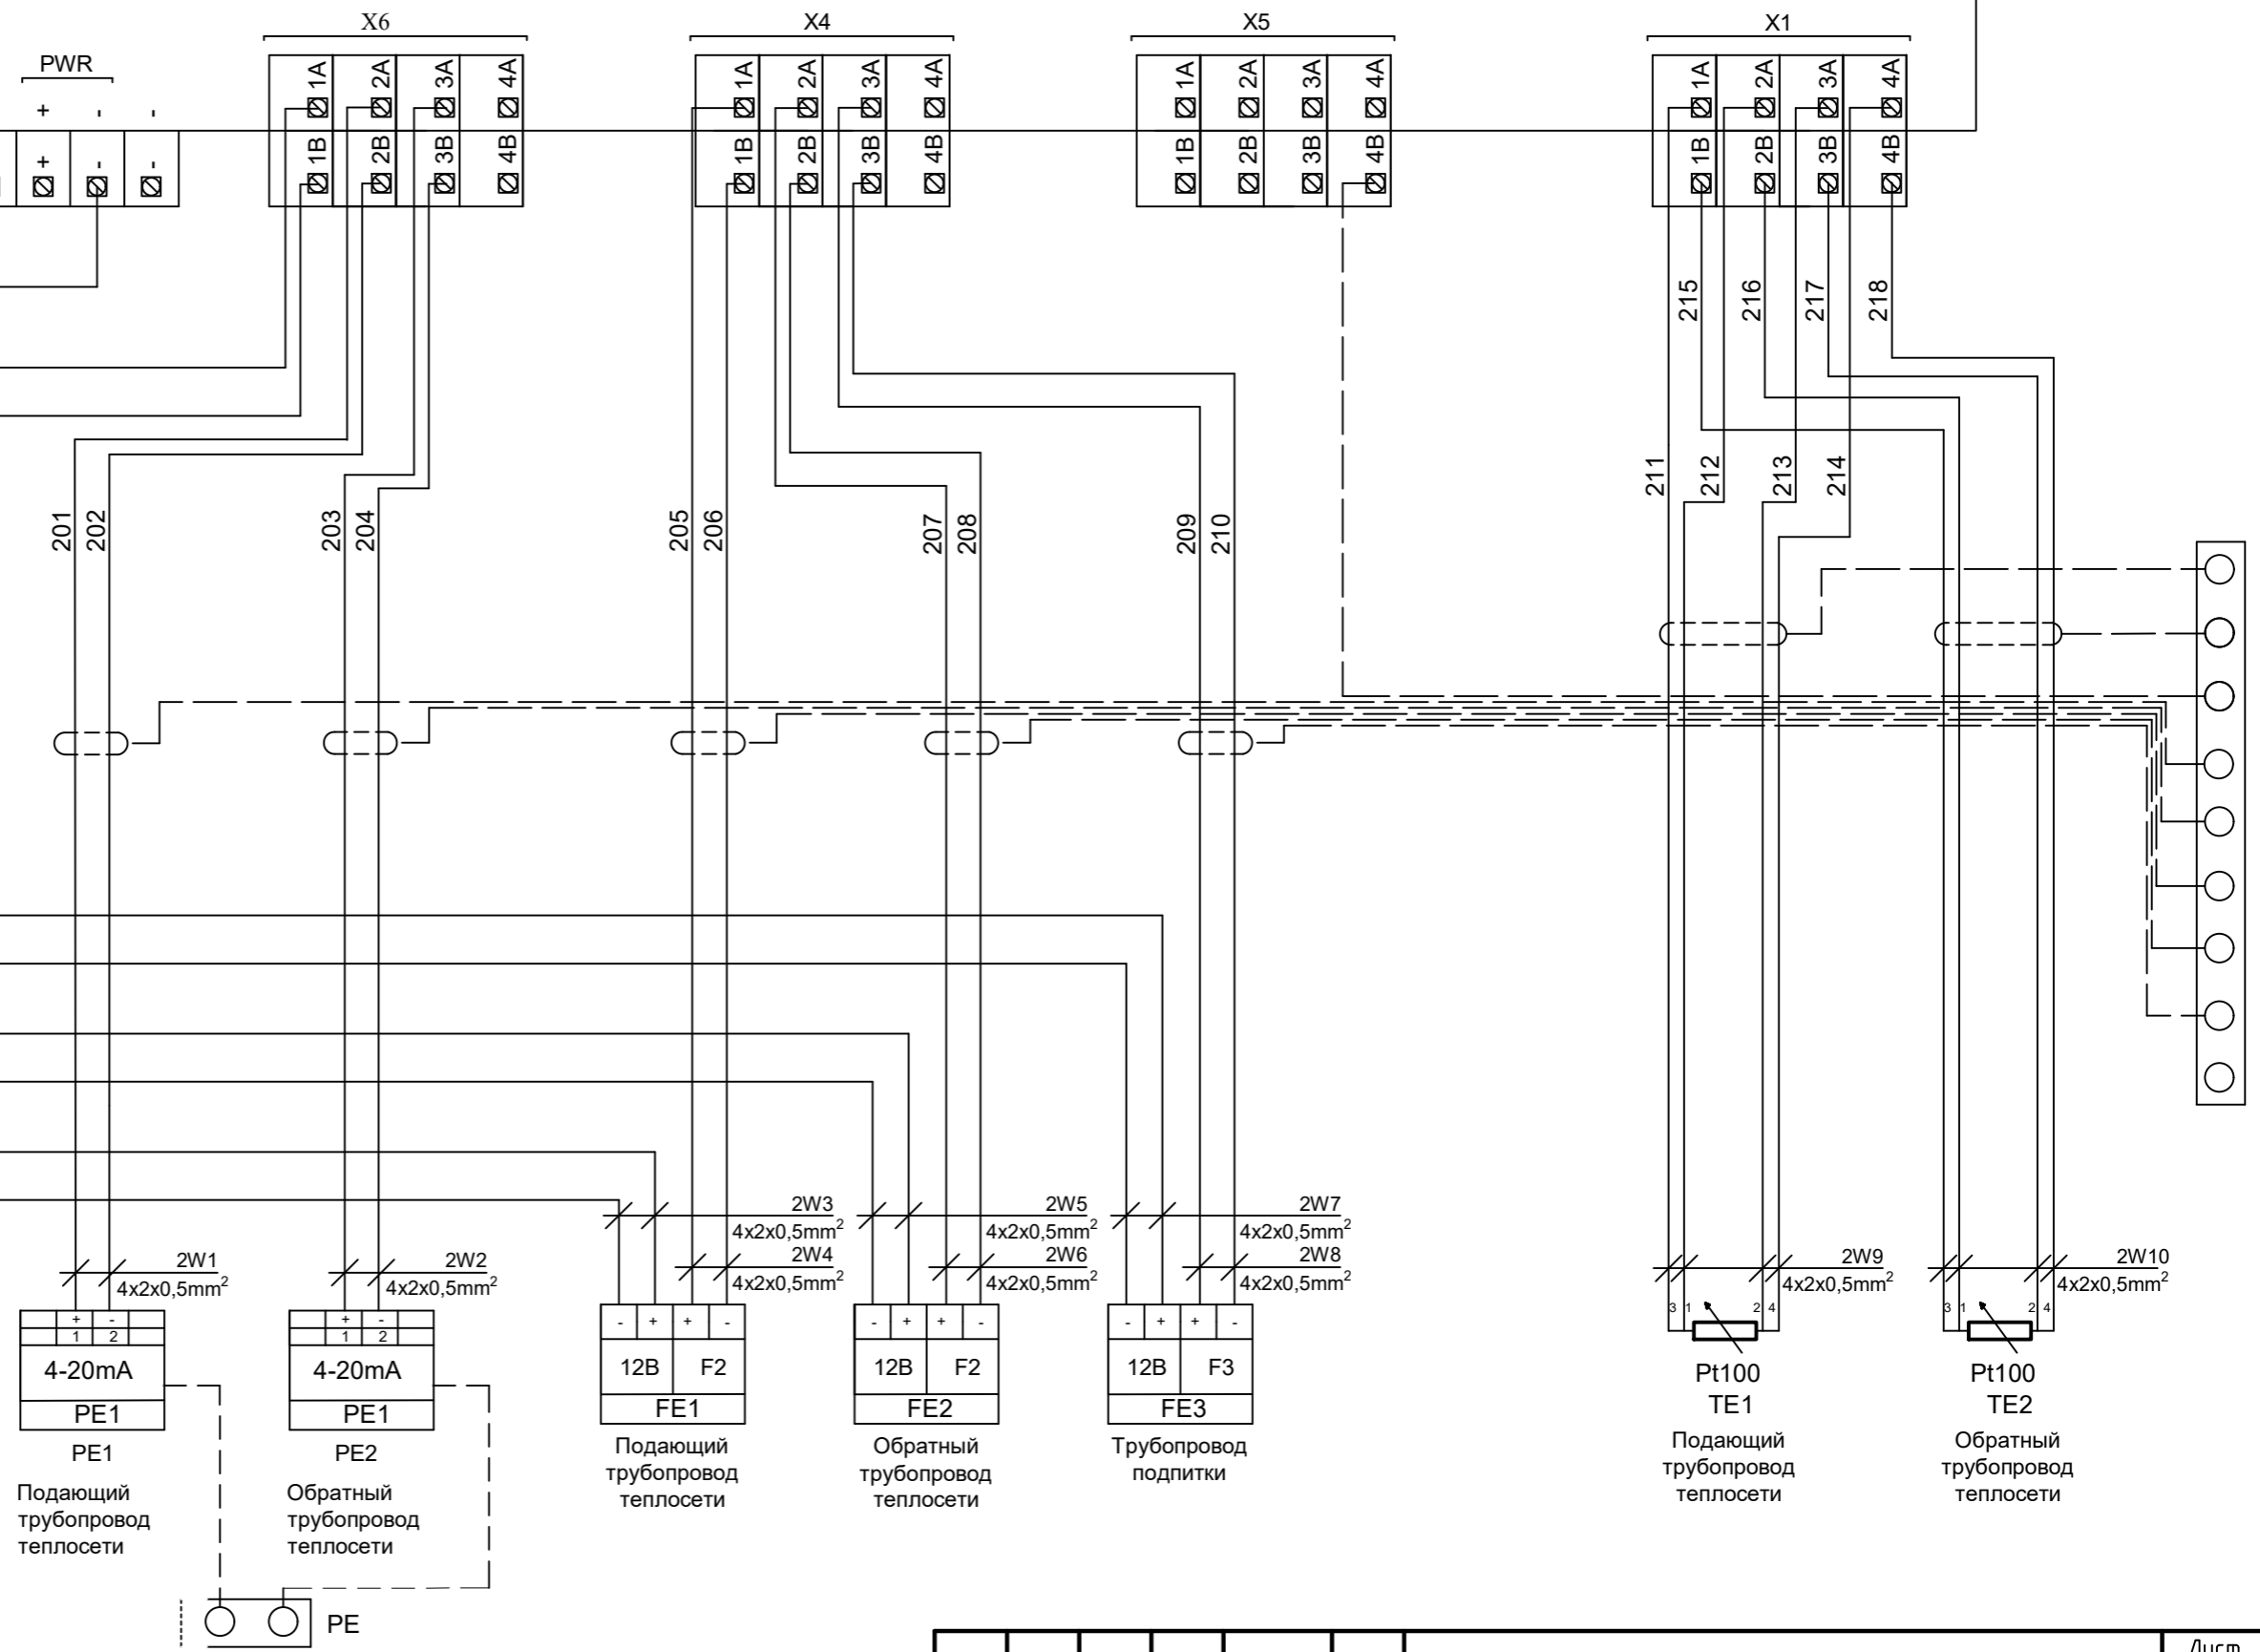 X6
X4
X5
X1
PWR
+ - -
+ - -
1A 2A 3A 4A
1B 2B 3B 4B
1A 2A 3A 4A
1B 2B 3B 4B
1A 2A 3A 4A
1B 2B 3B 4B
1A 2A 3A 4A
1B 2B 3B 4B
215 216 217 218
211 212 213 214
201 202 203 204 205 206 207 208 209 210
2W3
4x2x0,5mm²
2W4
4x2x0,5mm²
2W5
4x2x0,5mm²
2W6
4x2x0,5mm²
2W7
4x2x0,5mm²
2W8
4x2x0,5mm²
2W1
4x2x0,5mm²
2W2
4x2x0,5mm²
2W9
4x2x0,5mm²
2W10
4x2x0,5mm²
+ -
1 2
4-20mA
PE1
PE1
Подающий
трубопровод
теплосети
+ -
1 2
4-20mA
PE1
PE2
Обратный
трубопровод
теплосети
- + + -
12В F2
FE1
Подающий
трубопровод
теплосети
- + + -
12В F2
FE2
Обратный
трубопровод
теплосети
- + + -
12В F3
FE3
Трубопровод
подпитки
3 1 2 4
Pt100
TE1
Подающий
трубопровод
теплосети
3 1 2 4
Pt100
TE2
Обратный
трубопровод
теплосети
PE
Лист